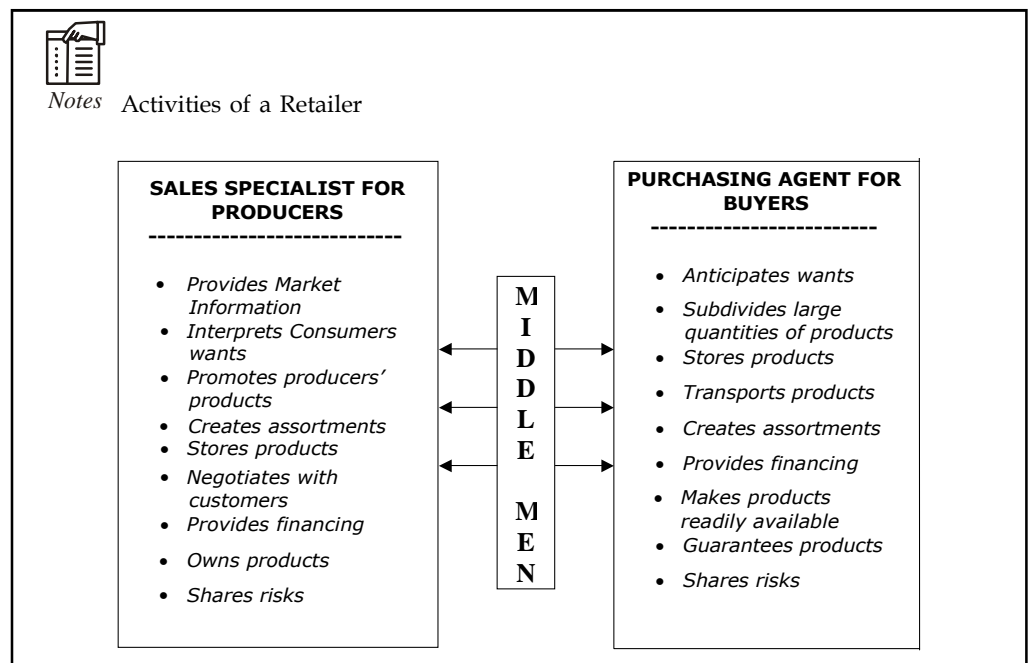 Notes Activities of a Retailer
SALES SPECIALIST FOR
PRODUCERS
----------------------------
• Provides Market
Information
• Interprets Consumers
wants
• Promotes producers’
products
• Creates assortments
• Stores products
• Negotiates with
customers
• Provides financing
• Owns products
• Shares risks
M
I
D
D
L
E
M
E
N
PURCHASING AGENT FOR
BUYERS
-------------------------
• Anticipates wants
• Subdivides large
quantities of products
• Stores products
• Transports products
• Creates assortments
• Provides financing
• Makes products
readily available
• Guarantees products
• Shares risks